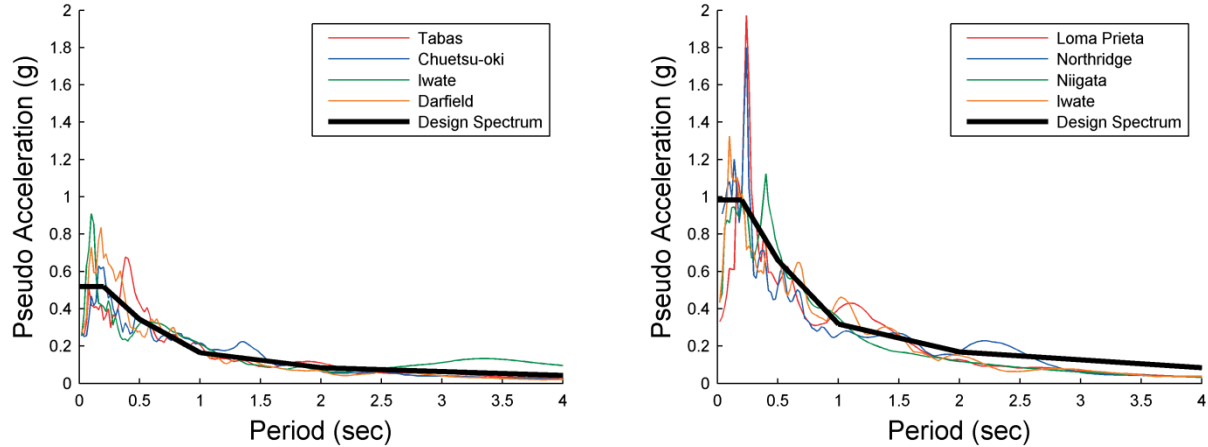 2
1.8
1.6
1.4
1.2
1
0.8
0.6
0.4
0.2
0
Pseudo Acceleration (g)
Tabas
Chuetsu-oki
Iwate
Darfield
Design Spectrum
0 0.5 1 1.5 2 2.5 3 3.5 4
Period (sec)
2
1.8
1.6
1.4
1.2
1
0.8
0.6
0.4
0.2
0
Pseudo Acceleration (g)
Loma Prieta
Northridge
Niigata
Iwate
Design Spectrum
0 0.5 1 1.5 2 2.5 3 3.5 4
Period (sec)